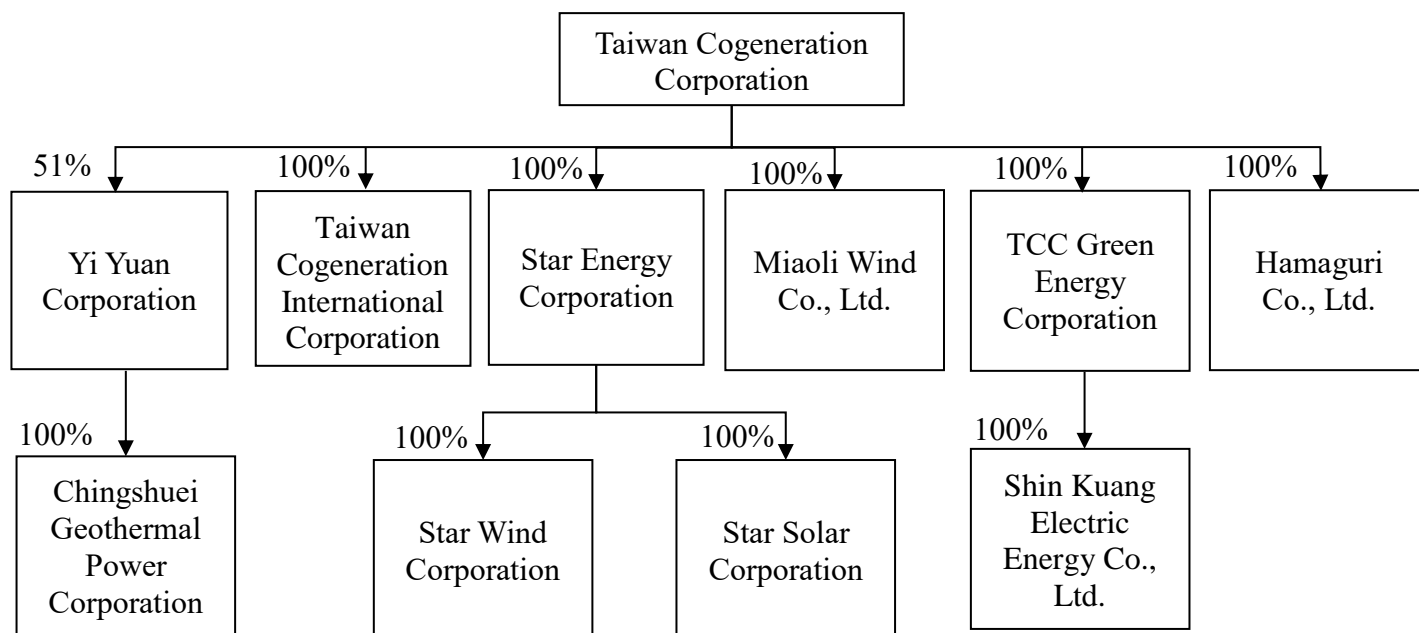 Taiwan Cogeneration
Corporation
51%
100%
100%
100%
100%
100%
Yi Yuan
Corporation
Taiwan
Cogeneration
International
Corporation
Star Energy
Corporation
Miaoli Wind
Co., Ltd.
TCC Green
Energy
Corporation
Hamaguri
Co., Ltd.
100%
100%
100%
100%
Chingshuei
Geothermal
Power
Corporation
Star Wind
Corporation
Star Solar
Corporation
Shin Kuang
Electric
Energy Co.,
Ltd.